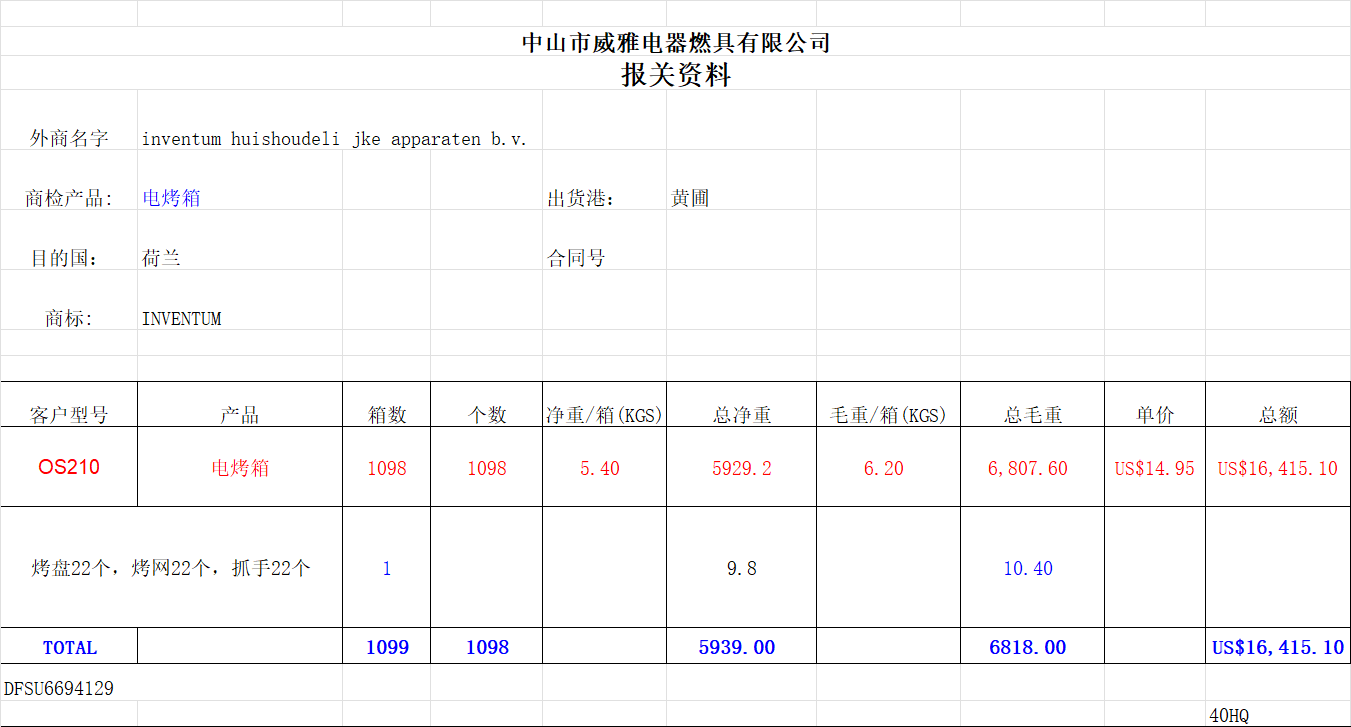 中山市威雅电器燃具有限公司
报关资料
外商名字 inventum huishoudeli jke apparaten b.v.
商检产品: 电烤箱 出货港： 黄圃
目的国： 荷兰 合同号
商标: INVENTUM
客户型号 产品 箱数 个数 净重/箱(KGS) 总净重 毛重/箱(KGS) 总毛重 单价 总额
OS210 电烤箱 1098 1098 5.40 5929.2 6.20 6,807.60 US$14.95 US$16,415.10
烤盘22个，烤网22个，抓手22个 1 9.8 10.40
TOTAL 1099 1098 5939.00 6818.00 US$16,415.10
DFSU6694129
40HQ